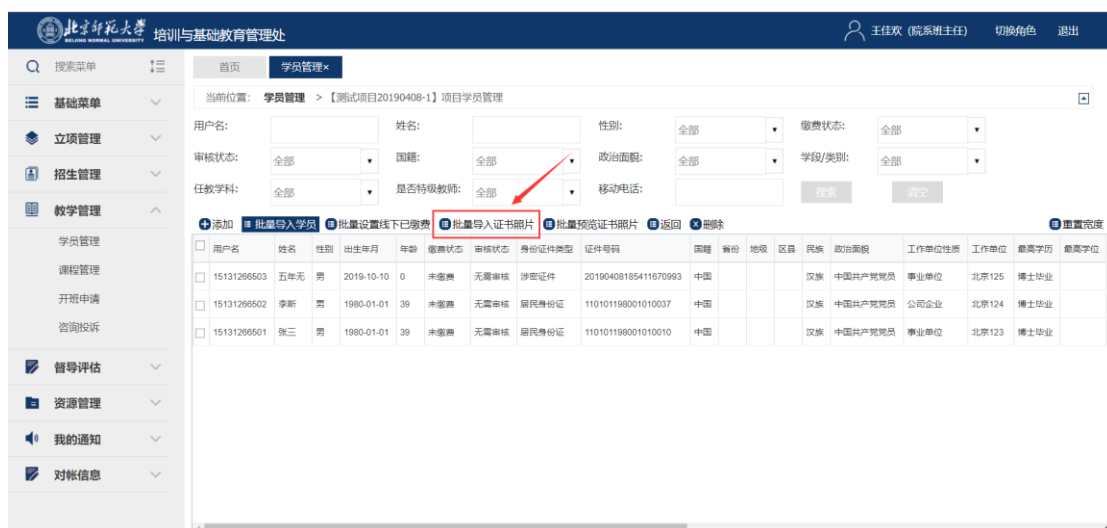 北京师范大学 培训与基础教育管理处 王佳欢 (院系班主任) 切换角色 退出
BEIJING NORMAL UNIVERSITY
搜索菜单 首页 学员管理×
基础菜单 当前位置: 学员管理 > 【测试项目20190408-1】项目学员管理
用户名: 姓名: 性别: 全部 缴费状态: 全部
立项管理
审核状态: 全部 国籍: 全部 政治面貌: 全部 学段/类别: 全部
招生管理
任教学科: 全部 是否特级教师: 全部 移动电话: 搜索 清空
教学管理
添加 批量导入学员 批量设置线下已缴费 批量导入证书照片 批量预览证书照片 返回 删除 重置宽度
学员管理
用户名 姓名 性别 出生年月 年龄 缴费状态 审核状态 身份证件类型 证件号码 国籍 省份 地级 区县 民族 政治面貌 工作单位性质 工作单位 最高学历 最高学位
课程管理
15131266503 五年无 男 2019-10-10 0 未缴费 无需审核 涉密证件 20190408185411670993 中国 汉族 中国共产党党员 事业单位 北京125 博士毕业
开班申请
15131266502 李断 男 1980-01-01 39 未缴费 无需审核 居民身份证 110101198001010037 中国 汉族 中国共产党党员 公司企业 北京124 博士毕业
咨询投诉
15131266501 张三 男 1980-01-01 39 未缴费 无需审核 居民身份证 110101198001010010 中国 汉族 中国共产党党员 事业单位 北京123 博士毕业
督导评估
资源管理
我的通知
对帐信息